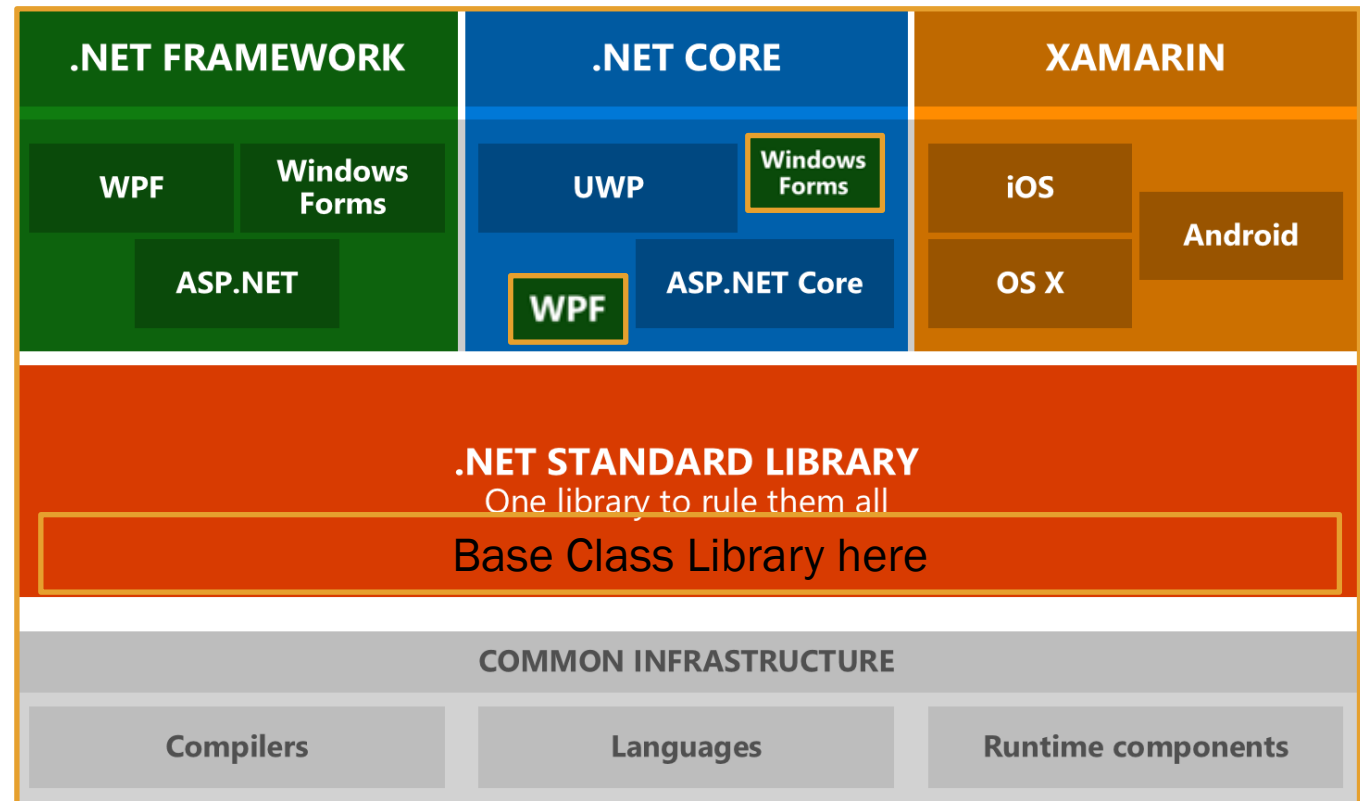 .NET FRAMEWORK
WPF
Windows
Forms
ASP.NET
.NET CORE
UWP
Windows
Forms
WPF
ASP.NET Core
XAMARIN
iOS
Android
OS X
.NET STANDARD LIBRARY
One library to rule them all
Base Class Library here
COMMON INFRASTRUCTURE
Compilers
Languages
Runtime components